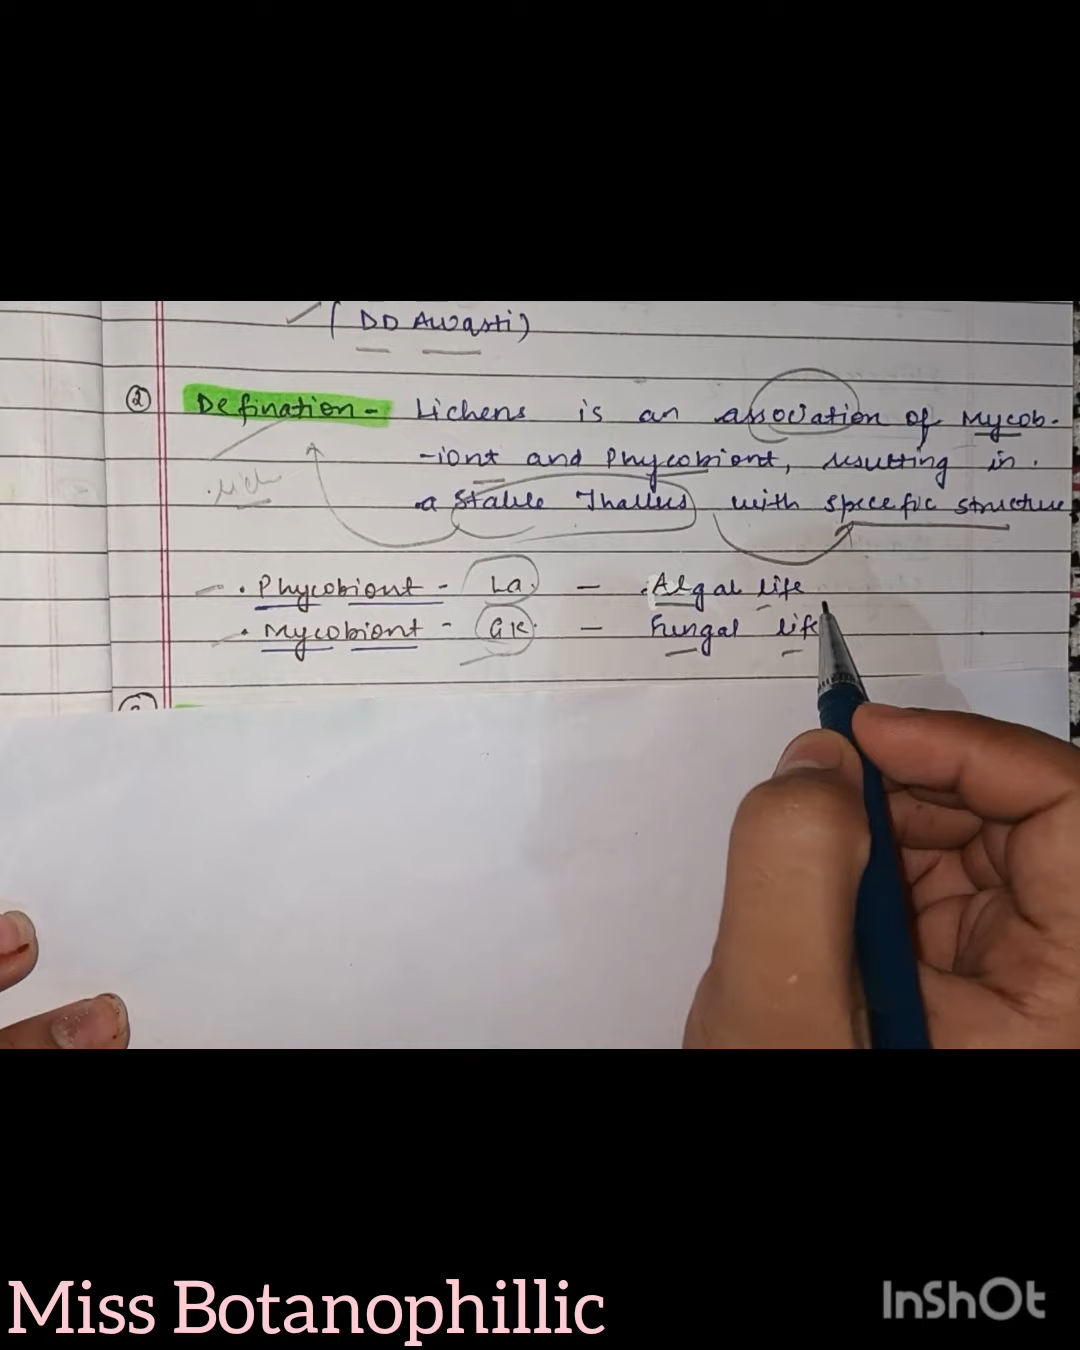 ( DD Awasti )
② Defination - Lichens is an association of Mycob-
-iont and Phycobiont, resulting in.
.lich
a Stable Thallus with specefic structure
. Phycobiont - La. - Algal life
. Mycobiont - GK. - Fungal life
Miss Botanophillic
InShOt